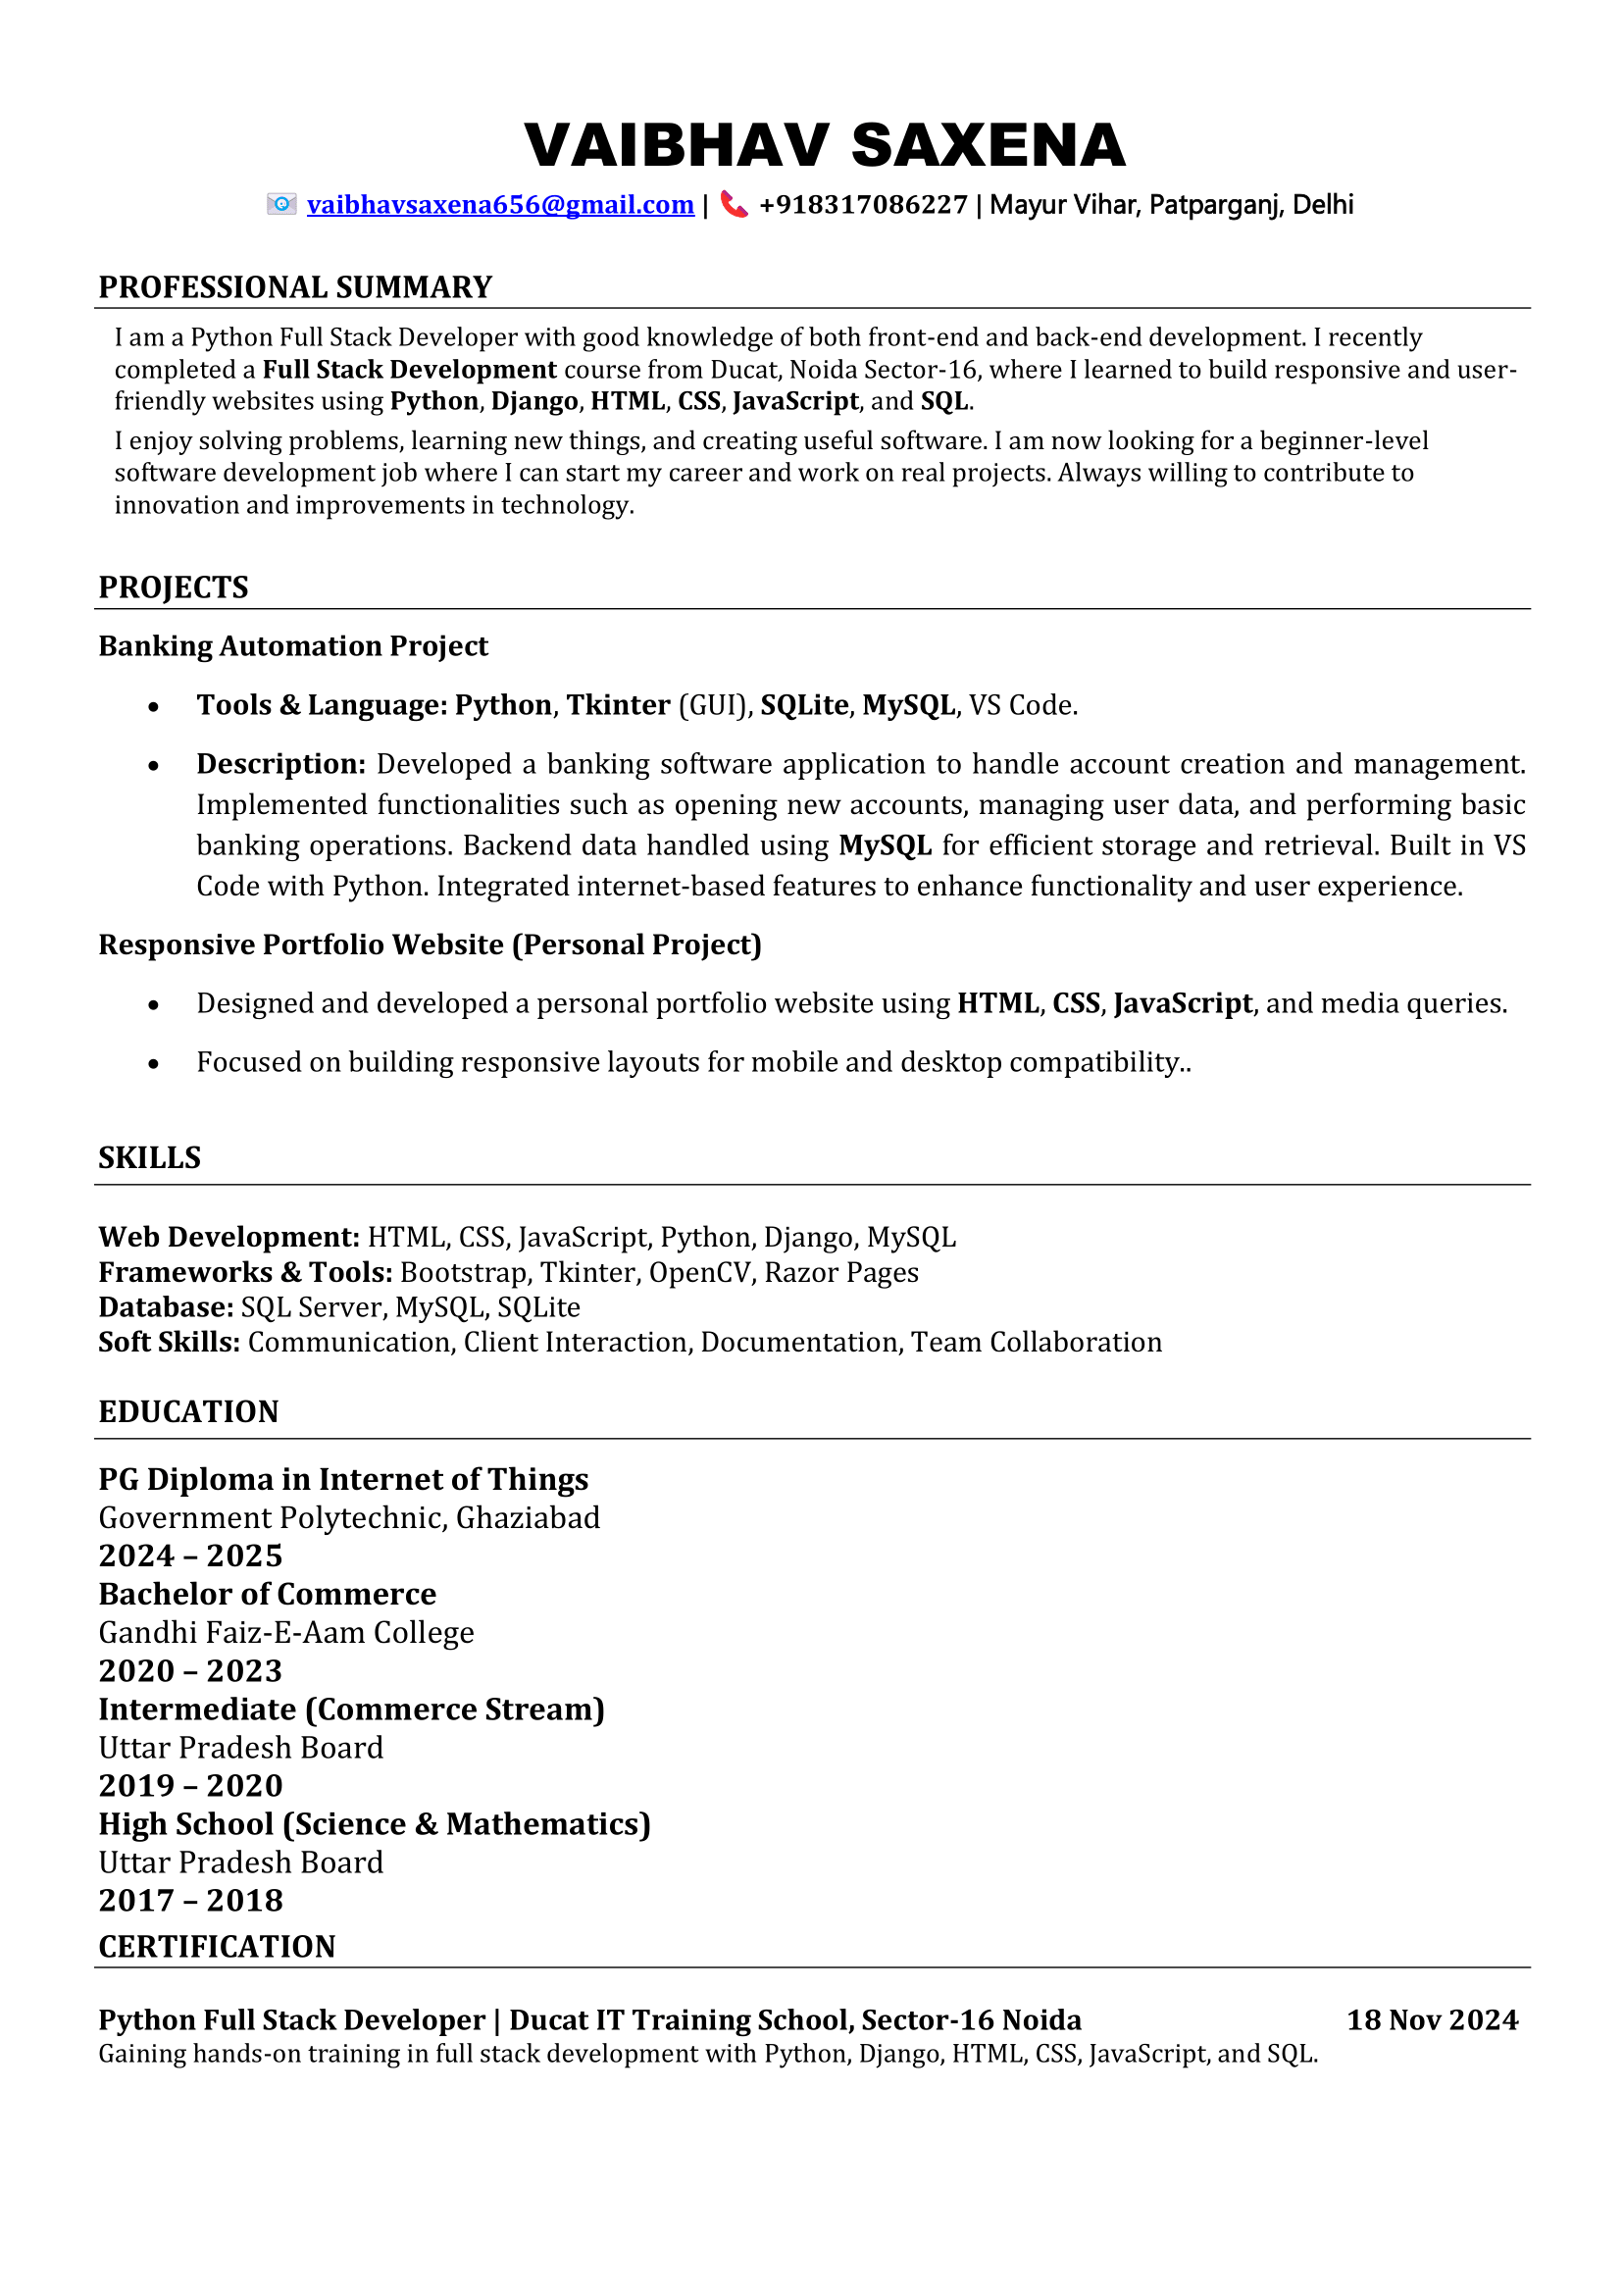 VAIBHAV SAXENA
vaibhavsaxena656@gmail.com | +918317086227 | Mayur Vihar, Patparganj, Delhi
PROFESSIONAL SUMMARY
I am a Python Full Stack Developer with good knowledge of both front-end and back-end development. I recently
completed a Full Stack Development course from Ducat, Noida Sector-16, where I learned to build responsive and user-
friendly websites using Python, Django, HTML, CSS, JavaScript, and SQL.
I enjoy solving problems, learning new things, and creating useful software. I am now looking for a beginner-level
software development job where I can start my career and work on real projects. Always willing to contribute to
innovation and improvements in technology.
PROJECTS
Banking Automation Project
• Tools & Language: Python, Tkinter (GUI), SQLite, MySQL, VS Code.
• Description: Developed a banking software application to handle account creation and management.
Implemented functionalities such as opening new accounts, managing user data, and performing basic
banking operations. Backend data handled using MySQL for efficient storage and retrieval. Built in VS
Code with Python. Integrated internet-based features to enhance functionality and user experience.
Responsive Portfolio Website (Personal Project)
• Designed and developed a personal portfolio website using HTML, CSS, JavaScript, and media queries.
• Focused on building responsive layouts for mobile and desktop compatibility..
SKILLS
Web Development: HTML, CSS, JavaScript, Python, Django, MySQL
Frameworks & Tools: Bootstrap, Tkinter, OpenCV, Razor Pages
Database: SQL Server, MySQL, SQLite
Soft Skills: Communication, Client Interaction, Documentation, Team Collaboration
EDUCATION
PG Diploma in Internet of Things
Government Polytechnic, Ghaziabad
2024 – 2025
Bachelor of Commerce
Gandhi Faiz-E-Aam College
2020 – 2023
Intermediate (Commerce Stream)
Uttar Pradesh Board
2019 – 2020
High School (Science & Mathematics)
Uttar Pradesh Board
2017 – 2018
CERTIFICATION
Python Full Stack Developer | Ducat IT Training School, Sector-16 Noida 18 Nov 2024
Gaining hands-on training in full stack development with Python, Django, HTML, CSS, JavaScript, and SQL.